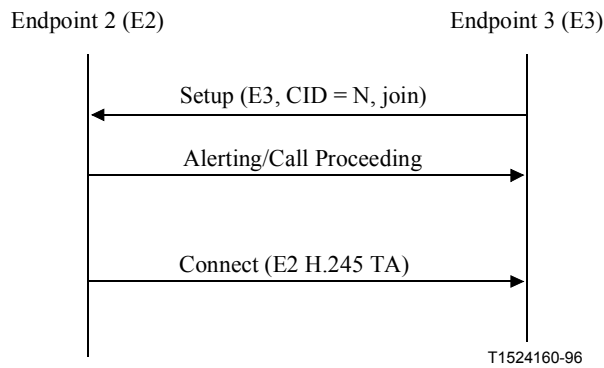 Endpoint 2 (E2)
Endpoint 3 (E3)
Setup (E3, CID = N, join)
Alerting/Call Proceeding
Connect (E2 H.245 TA)
T1524160-96